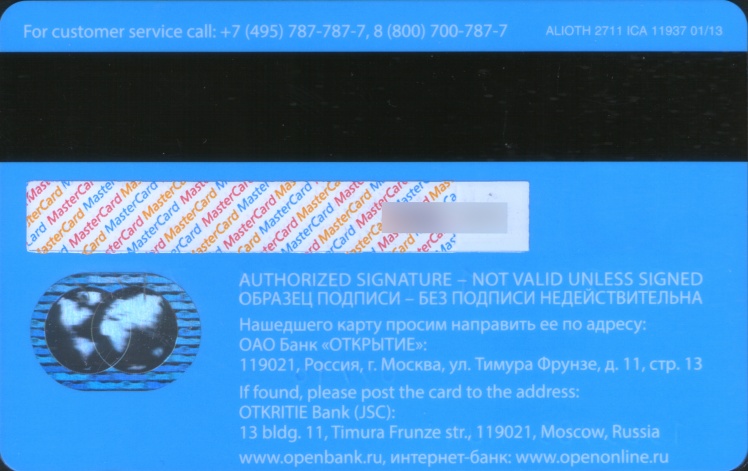 For customer service call: +7 (495) 787-787-7, 8 (800) 700-787-7
ALIOTH 2711 ICA 11937 01/13
MasterCard MasterCard MasterCard MasterCard
AUTHORIZED SIGNATURE – NOT VALID UNLESS SIGNED
ОБРАЗЕЦ ПОДПИСИ – БЕЗ ПОДПИСИ НЕДЕЙСТВИТЕЛЬНА
Нашедшего карту просим направить ее по адресу:
ОАО Банк «ОТКРЫТИЕ»:
119021, Россия, г. Москва, ул. Тимура Фрунзе, д. 11, стр. 13
If found, please post the card to the address:
OTKRITIE Bank (JSC):
13 bldg. 11, Timura Frunze str., 119021, Moscow, Russia
www.openbank.ru, интернет-банк: www.openonline.ru